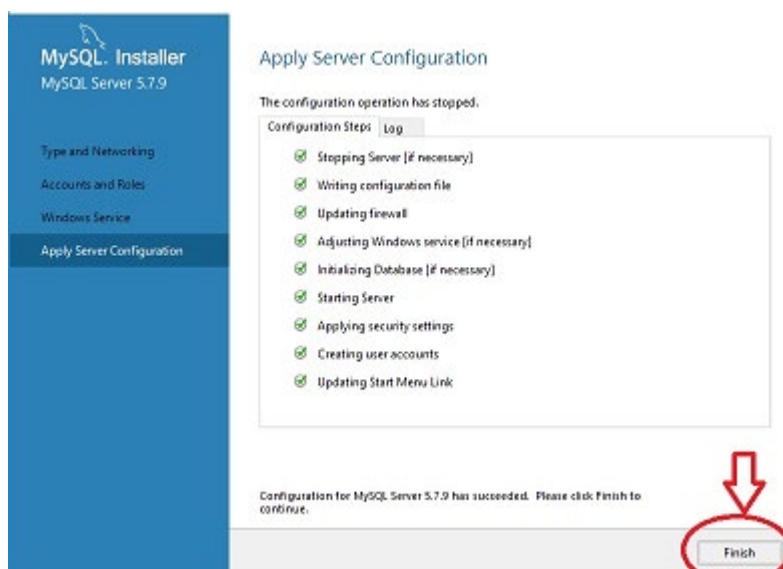 MySQL. Installer
MySQL Server 5.7.9
Type and Networking
Accounts and Roles
Windows Service
Apply Server Configuration
Apply Server Configuration
The configuration operation has stopped.
Configuration Steps Log
Stopping Server [if necessary]
Writing configuration file
Updating firewall
Adjusting Windows service [if necessary]
Initializing Database [if necessary]
Starting Server
Applying security settings
Creating user accounts
Updating Start Menu Link
Configuration for MySQL Server 5.7.9 has succeeded. Please click Finish to
continue.
Finish